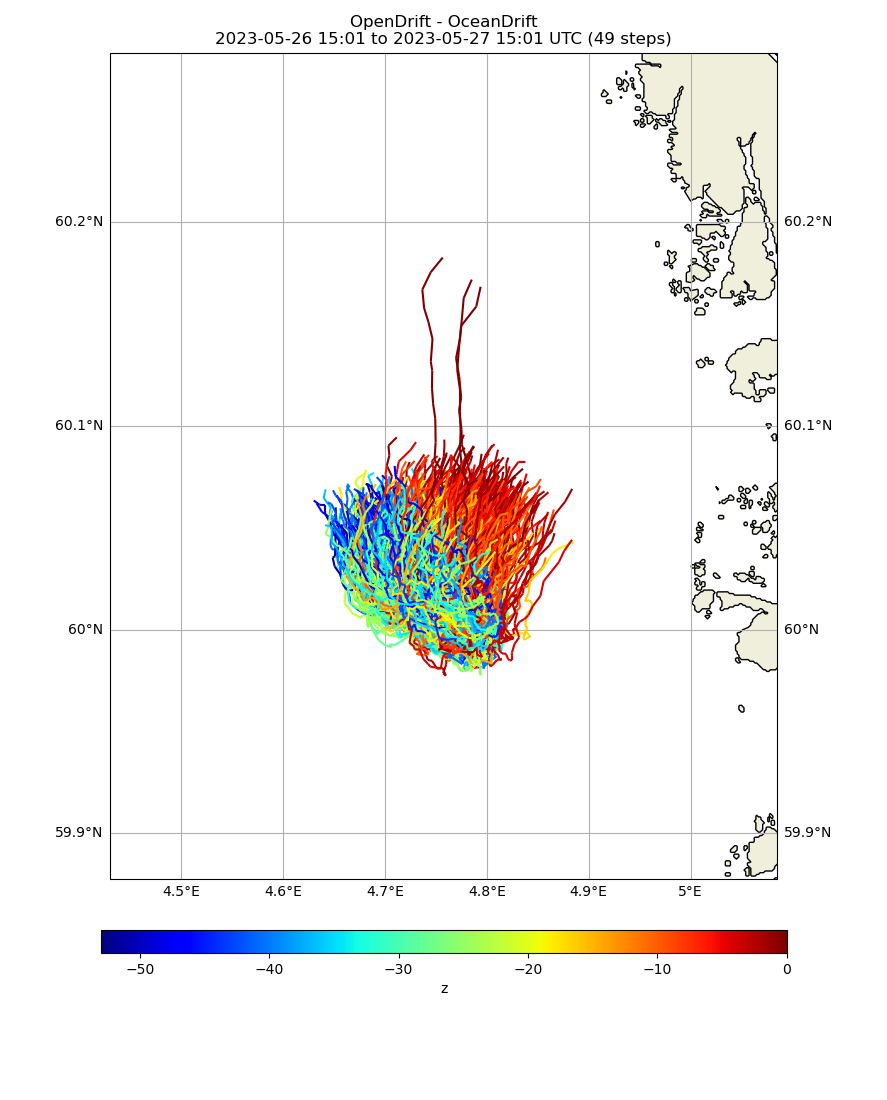 OpenDrift - OceanDrift
2023-05-26 15:01 to 2023-05-27 15:01 UTC (49 steps)
60.2°N 60.2°N
60.1°N 60.1°N
60°N 60°N
59.9°N 59.9°N
4.5°E 4.6°E 4.7°E 4.8°E 4.9°E 5°E
−50 −40 −30 −20 −10 0
z